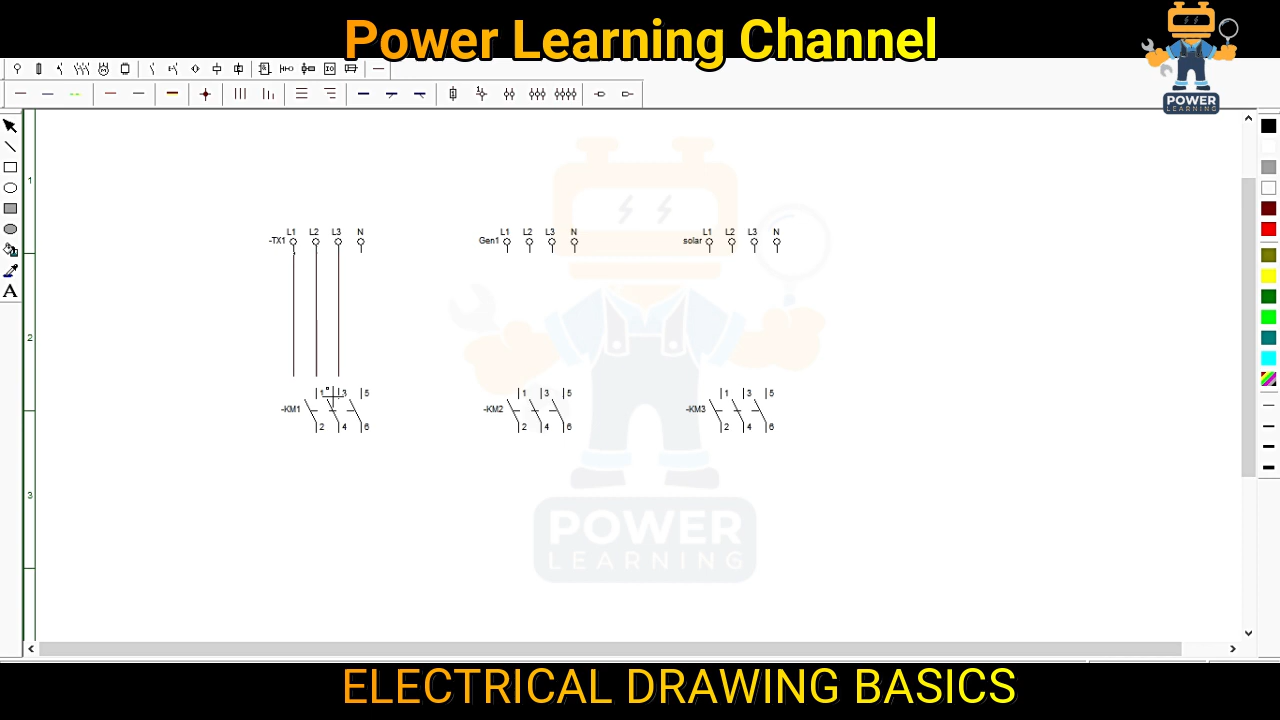 Power Learning Channel
POWER
LEARNING
1
L1 L2 L3 N L1 L2 L3 N L1 L2 L3 N
-TX1 Gen1 solar
2
1 3 5 1 3 5 1 3 5
-KM1 -KM2 -KM3
2 4 6 2 4 6 2 4 6
3
A
POWER
LEARNING
ELECTRICAL DRAWING BASICS